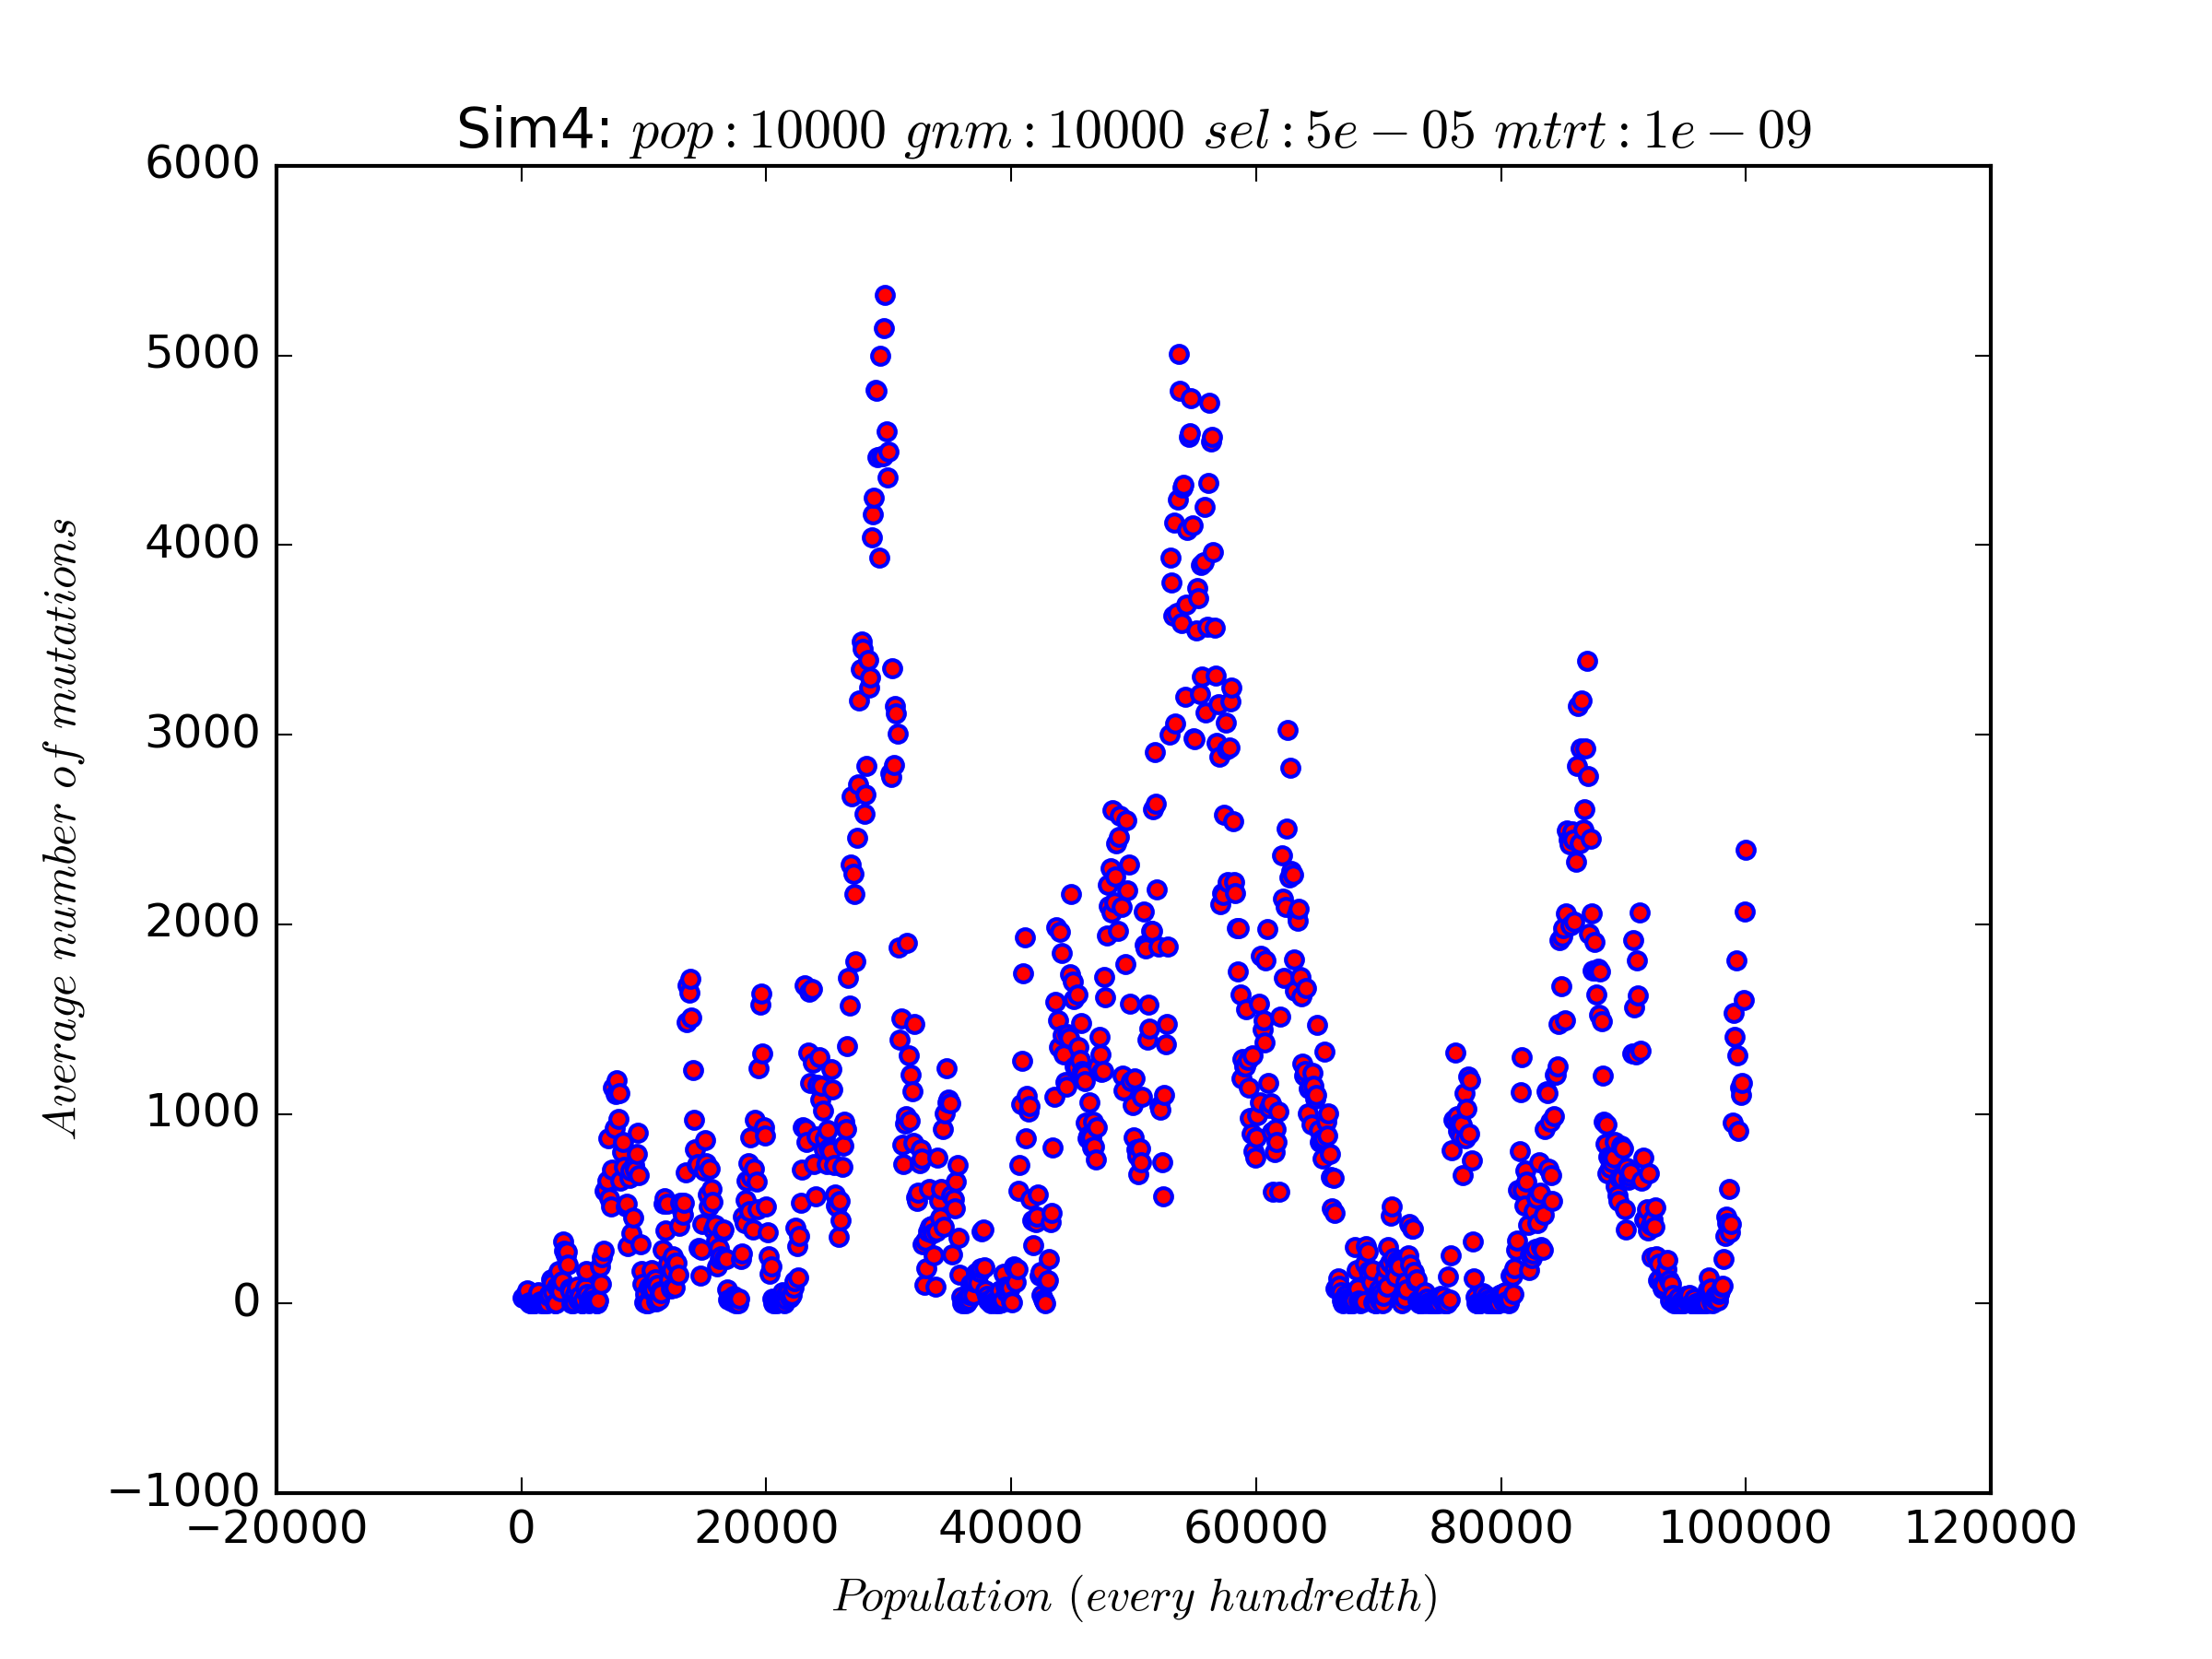 Sim4: pop : 10000 gnm : 10000 sel : 5e − 05 mtrt : 1e − 09
6000
5000
4000
3000
2000
1000
0
−1000
Average number of mutations
−20000 0 20000 40000 60000 80000 100000 120000
Population (every hundredth)